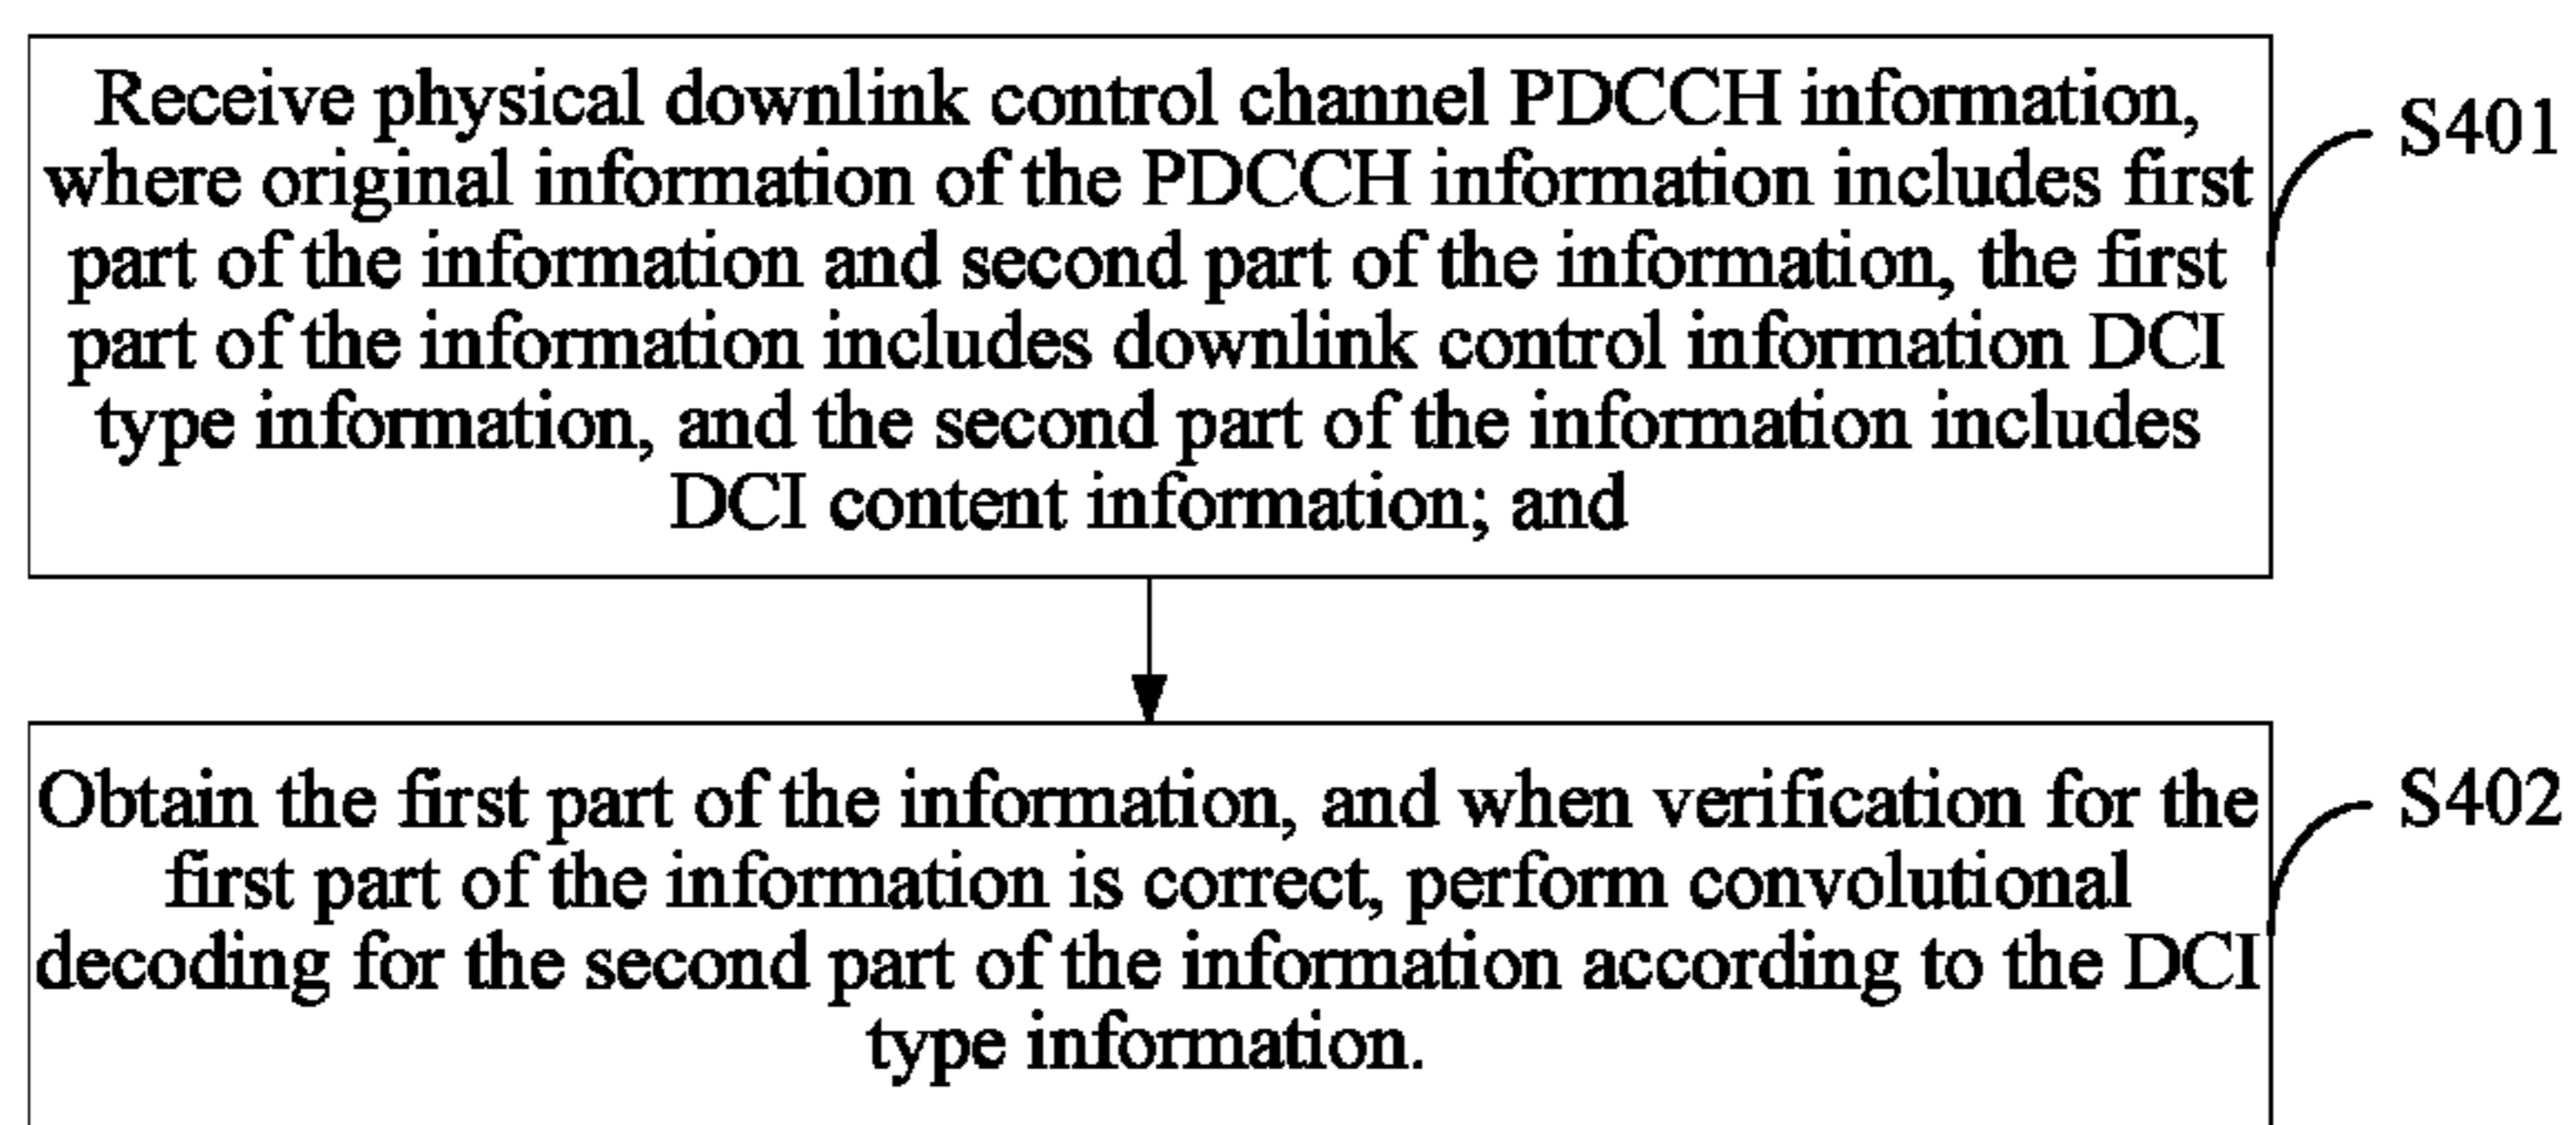 Receive physical downlink control channel PDCCH information,
where original information of the PDCCH information includes first
part of the information and second part of the information, the first
part of the information includes downlink control information DCI
type information, and the second part of the information includes
DCI content information; and
S401
Obtain the first part of the information, and when verification for the
first part of the information is correct, perform convolutional
decoding for the second part of the information according to the DCI
type information.
S402